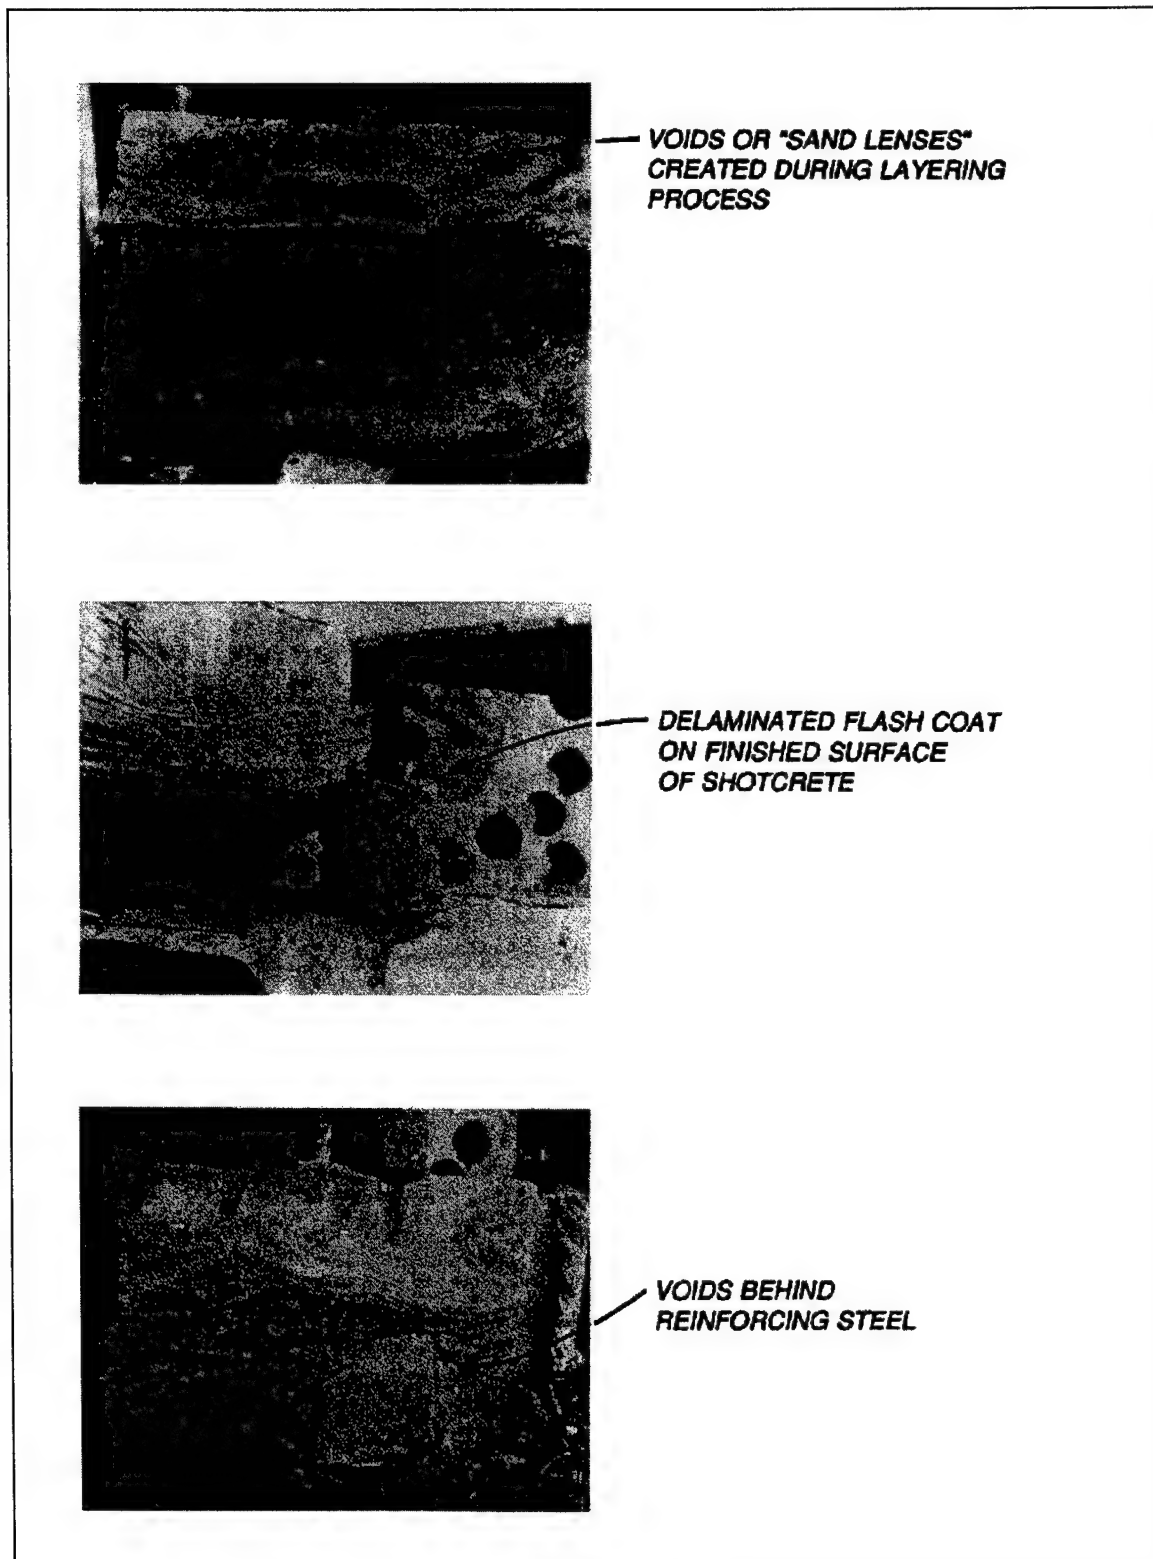 VOIDS OR "SAND LENSES"
CREATED DURING LAYERING
PROCESS
DELAMINATED FLASH COAT
ON FINISHED SURFACE
OF SHOTCRETE
VOIDS BEHIND
REINFORCING STEEL